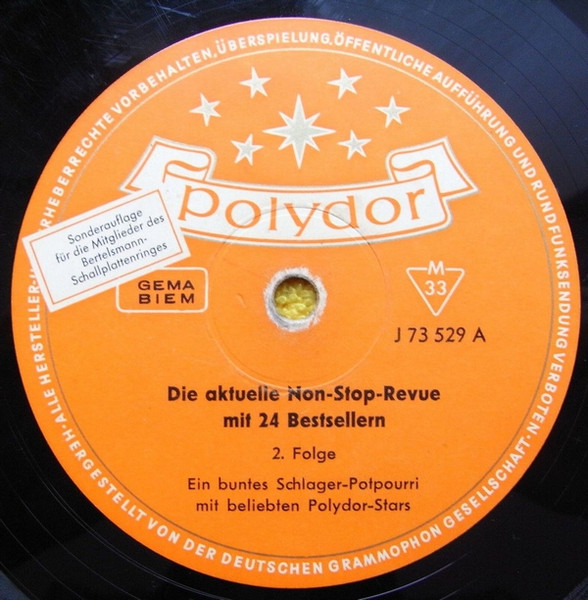 ALLE HERSTELLER- RHEBERRECHTE VORBEHALTEN, ÜBERSPIELUNG, ÖFFENTLICHE AUFFÜHRUNG UND RUNDFUNKSENDUNG VERBOTEN · HERGESTELLT VON DER DEUTSCHEN GRAMMOPHON GESELLSCHAFT ·
polydor
Sonderauflage
für die Mitglieder des
Bertelsmann-
Schallplattenringes
GEMA
BIEM
M
33
J 73 529 A
Die aktuelle Non-Stop-Revue
mit 24 Bestsellern
2. Folge
Ein buntes Schlager-Potpourri
mit beliebten Polydor-Stars